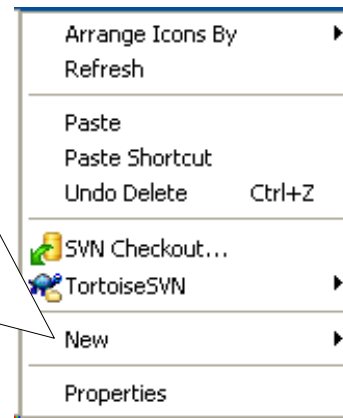 Arrange Icons By
Refresh
Paste
Paste Shortcut
Undo Delete Ctrl+Z
SVN Checkout...
TortoiseSVN
New
Properties